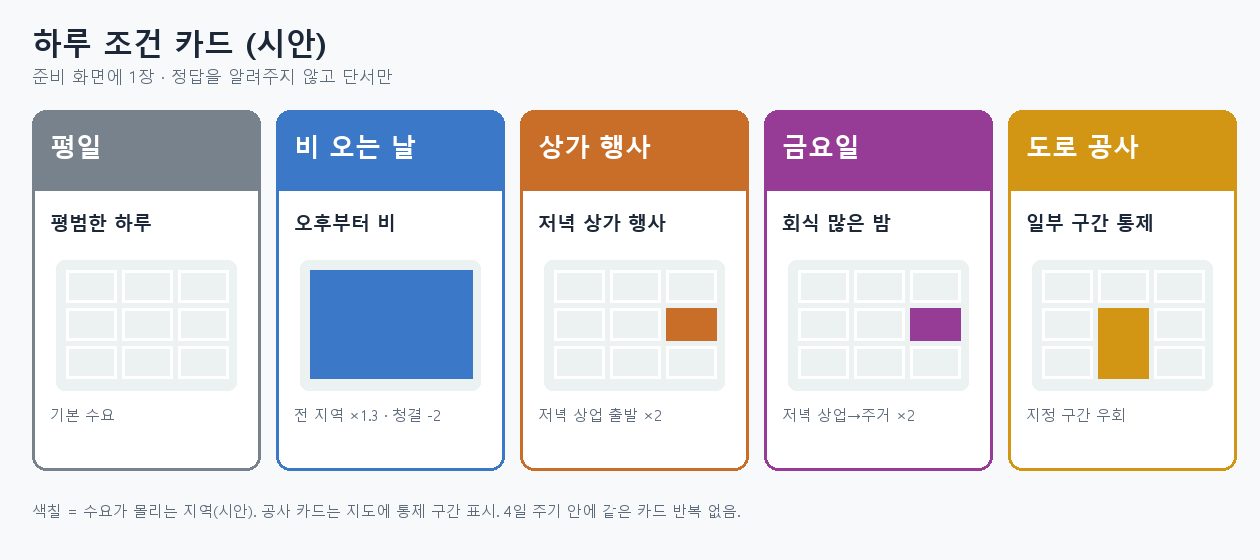 하루 조건 카드 (시안)
준비 화면에 1장 · 정답을 알려주지 않고 단서만
평일
평범한 하루
기본 수요
비 오는 날
오후부터 비
전 지역 ×1.3 · 청결 -2
상가 행사
저녁 상가 행사
저녁 상업 출발 ×2
금요일
회식 많은 밤
저녁 상업→주거 ×2
도로 공사
일부 구간 통제
지정 구간 우회
색칠 = 수요가 몰리는 지역(시안). 공사 카드는 지도에 통제 구간 표시. 4일 주기 안에 같은 카드 반복 없음.